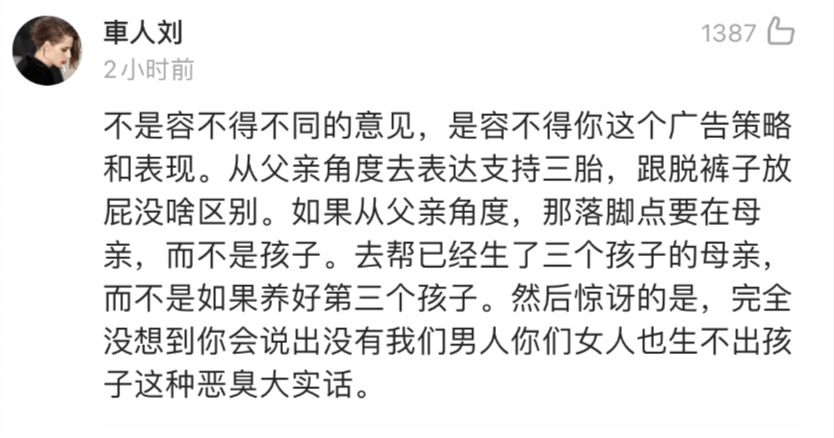 車人刘
1387
2小时前
不是容不得不同的意见，是容不得你这个广告策略
和表现。从父亲角度去表达支持三胎，跟脱裤子放
屁没啥区别。如果从父亲角度，那落脚点要在母
亲，而不是孩子。去帮已经生了三个孩子的母亲，
而不是如果养好第三个孩子。然后惊讶的是，完全
没想到你会说出没有我们男人你们女人也生不出孩
子这种恶臭大实话。